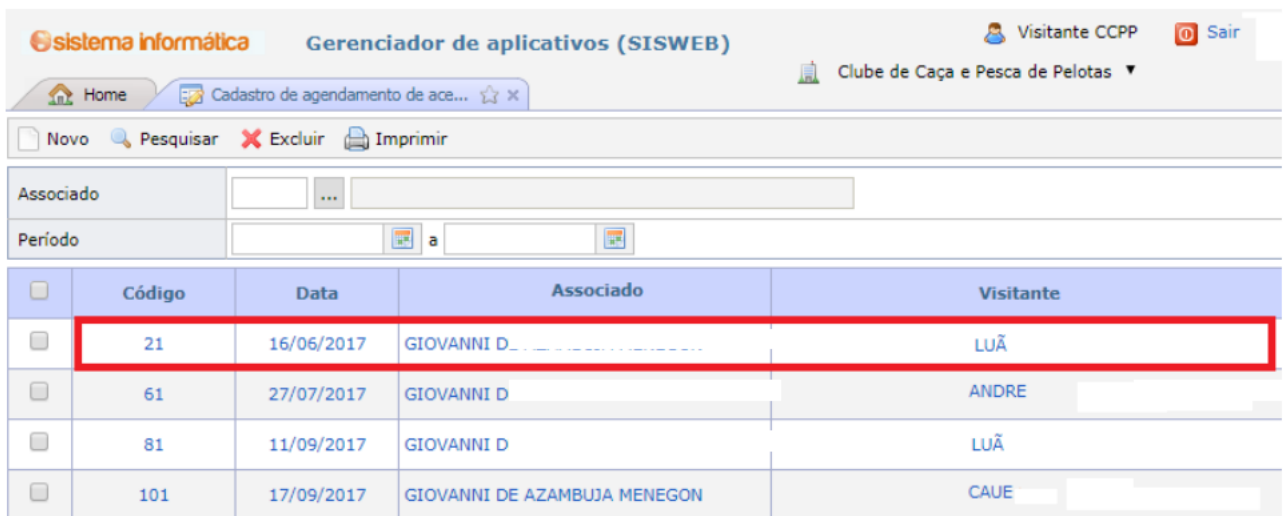 sistema informática Gerenciador de aplicativos (SISWEB) Visitante CCPP Sair
Clube de Caça e Pesca de Pelotas ▼
Home Cadastro de agendamento de ace...
Novo Pesquisar Excluir Imprimir
Associado ...
Período a
Código Data Associado Visitante
21 16/06/2017 GIOVANNI LUÃ
61 27/07/2017 GIOVANNI D ANDRE
81 11/09/2017 GIOVANNI D LUÃ
101 17/09/2017 GIOVANNI DE AZAMBUJA MENEGON CAUE